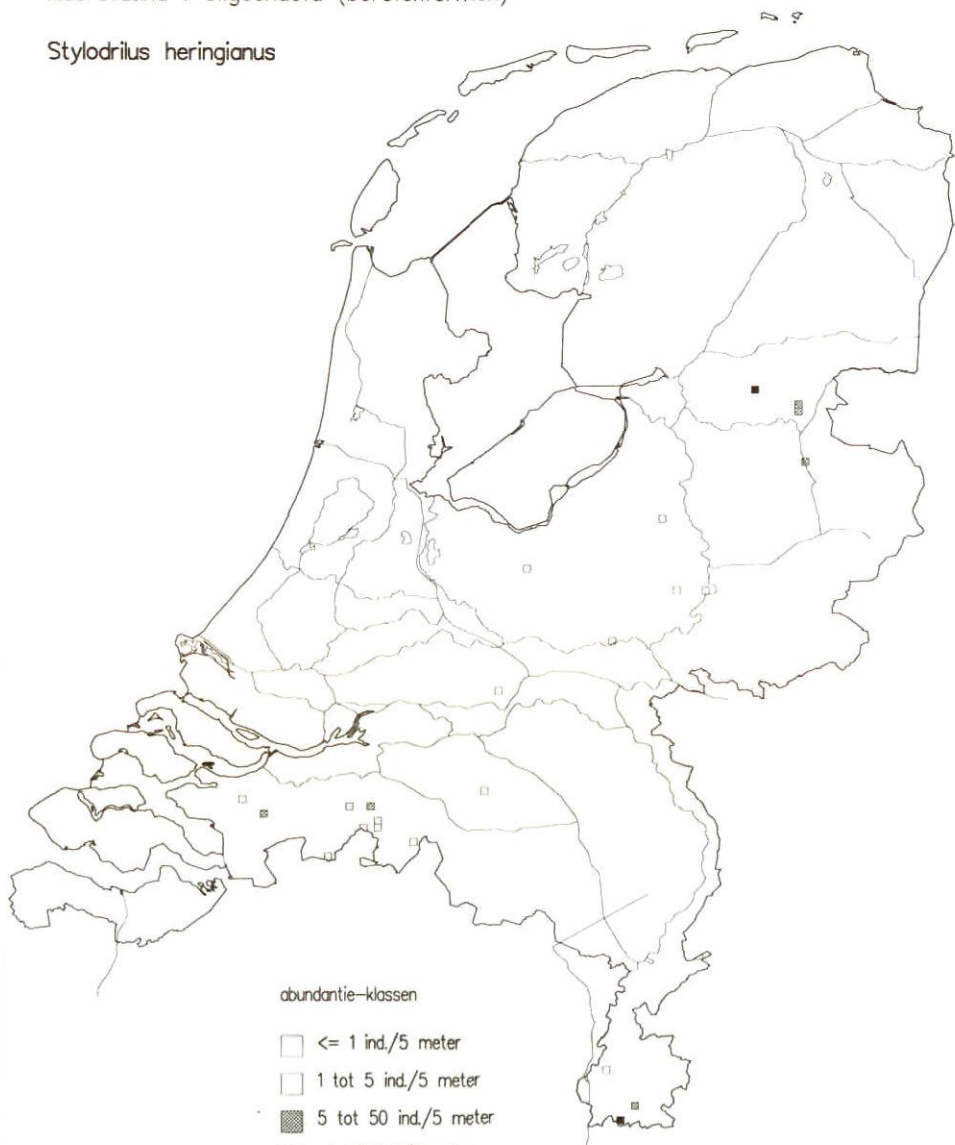 Stylodrilus heringianus
abundantie-klassen
<= 1 ind./5 meter
1 tot 5 ind./5 meter
5 tot 50 ind./5 meter